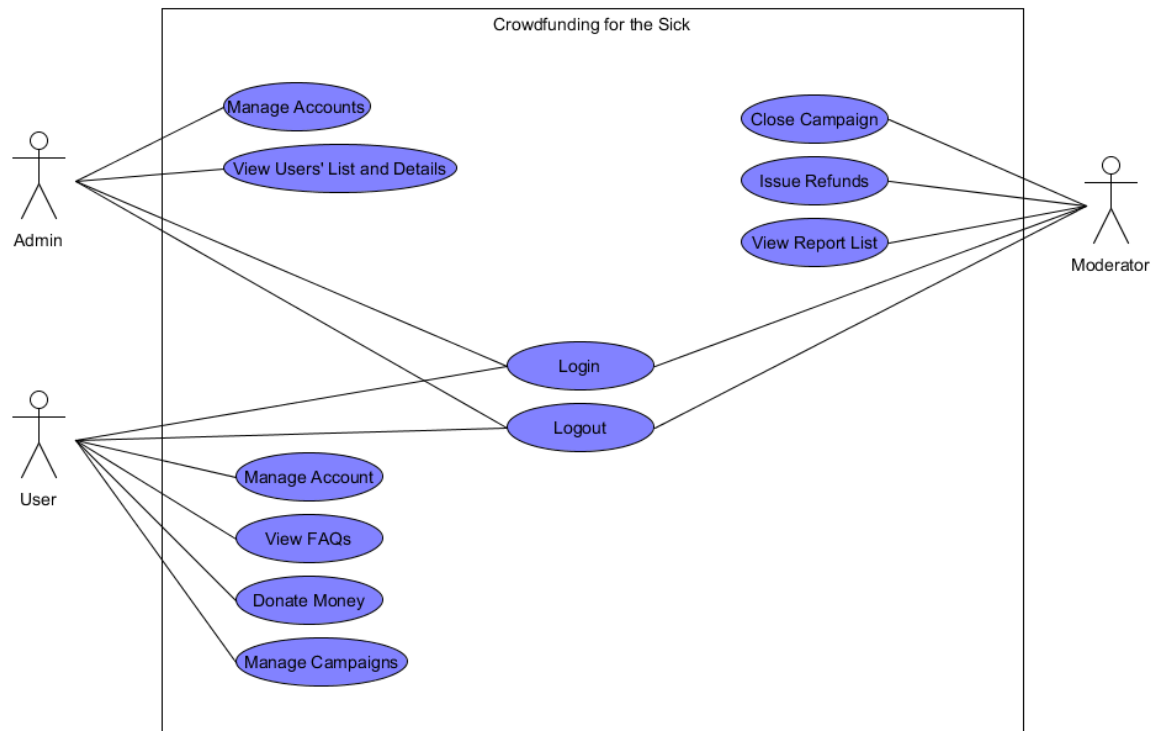 Crowdfunding for the Sick
Manage Accounts
View Users' List and Details
Admin
Close Campaign
Issue Refunds
View Report List
Moderator
Login
Logout
User
Manage Account
View FAQs
Donate Money
Manage Campaigns